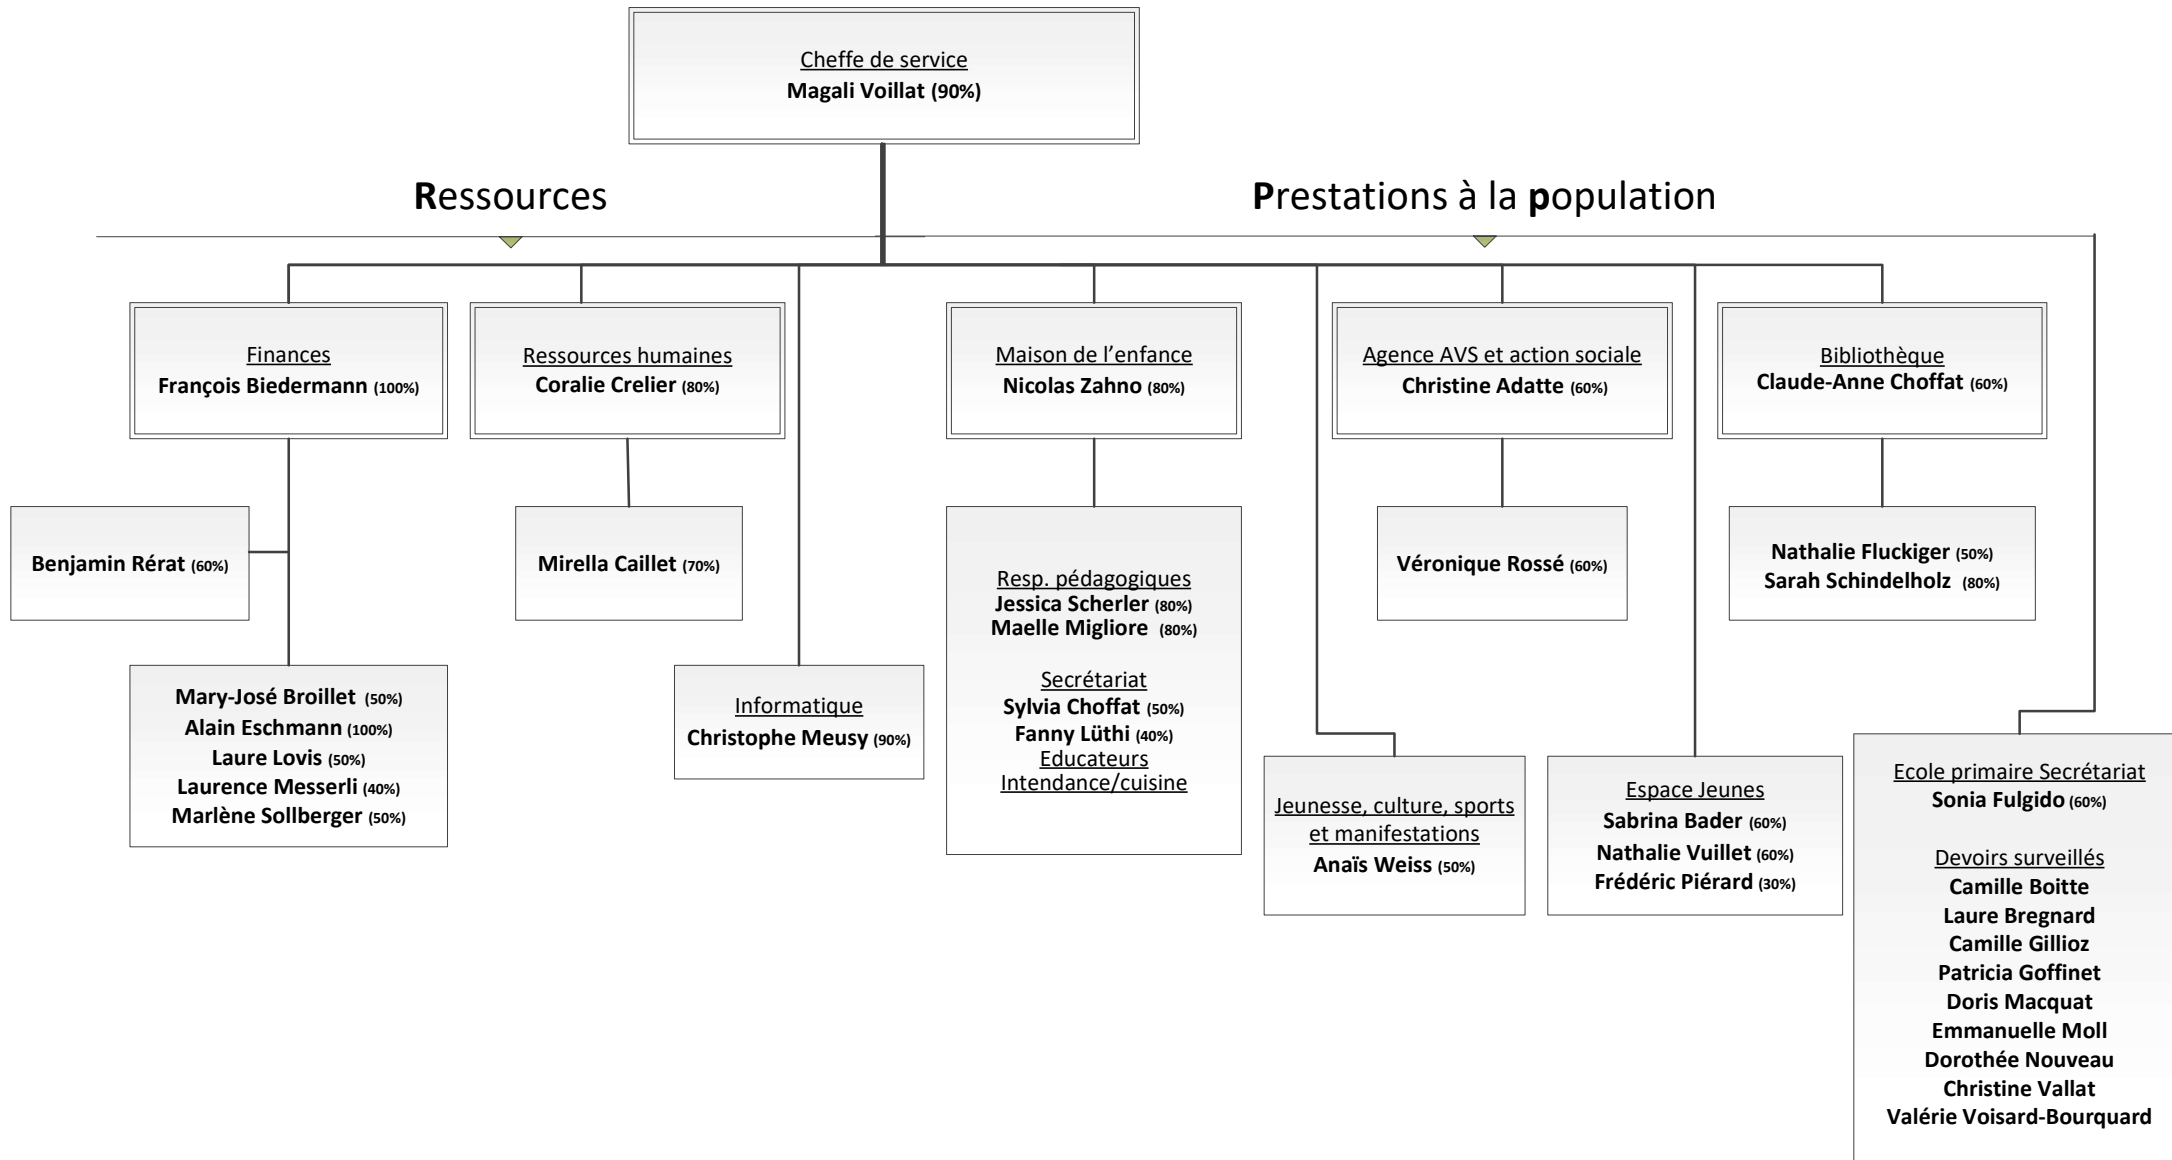 Cheffe de service
Magali Voillat (90%)
Ressources
Prestations à la population
Finances
François Biedermann (100%)
Ressources humaines
Coralie Crelier (80%)
Maison de l’enfance
Nicolas Zahno (80%)
Agence AVS et action sociale
Christine Adatte (60%)
Bibliothèque
Claude-Anne Choffat (60%)
Benjamin Rérat (60%)
Mirella Caillet (70%)
Resp. pédagogiques
Jessica Scherler (80%)
Maelle Migliore (80%)
Secrétariat
Sylvia Choffat (50%)
Fanny Lüthi (40%)
Educateurs
Intendance/cuisine
Véronique Rossé (60%)
Nathalie Fluckiger (50%)
Sarah Schindelholz (80%)
Mary-José Broillet (50%)
Alain Eschmann (100%)
Laure Lovis (50%)
Laurence Messerli (40%)
Marlène Sollberger (50%)
Informatique
Christophe Meusy (90%)
Jeunesse, culture, sports
et manifestations
Anaïs Weiss (50%)
Espace Jeunes
Sabrina Bader (60%)
Nathalie Vuillet (60%)
Frédéric Piérard (30%)
Ecole primaire Secrétariat
Sonia Fulgido (60%)
Devoirs surveillés
Camille Boitte
Laure Bregnard
Camille Gillioz
Patricia Goffinet
Doris Macquat
Emmanuelle Moll
Dorothée Nouveau
Christine Vallat
Valérie Voisard-Bourquard